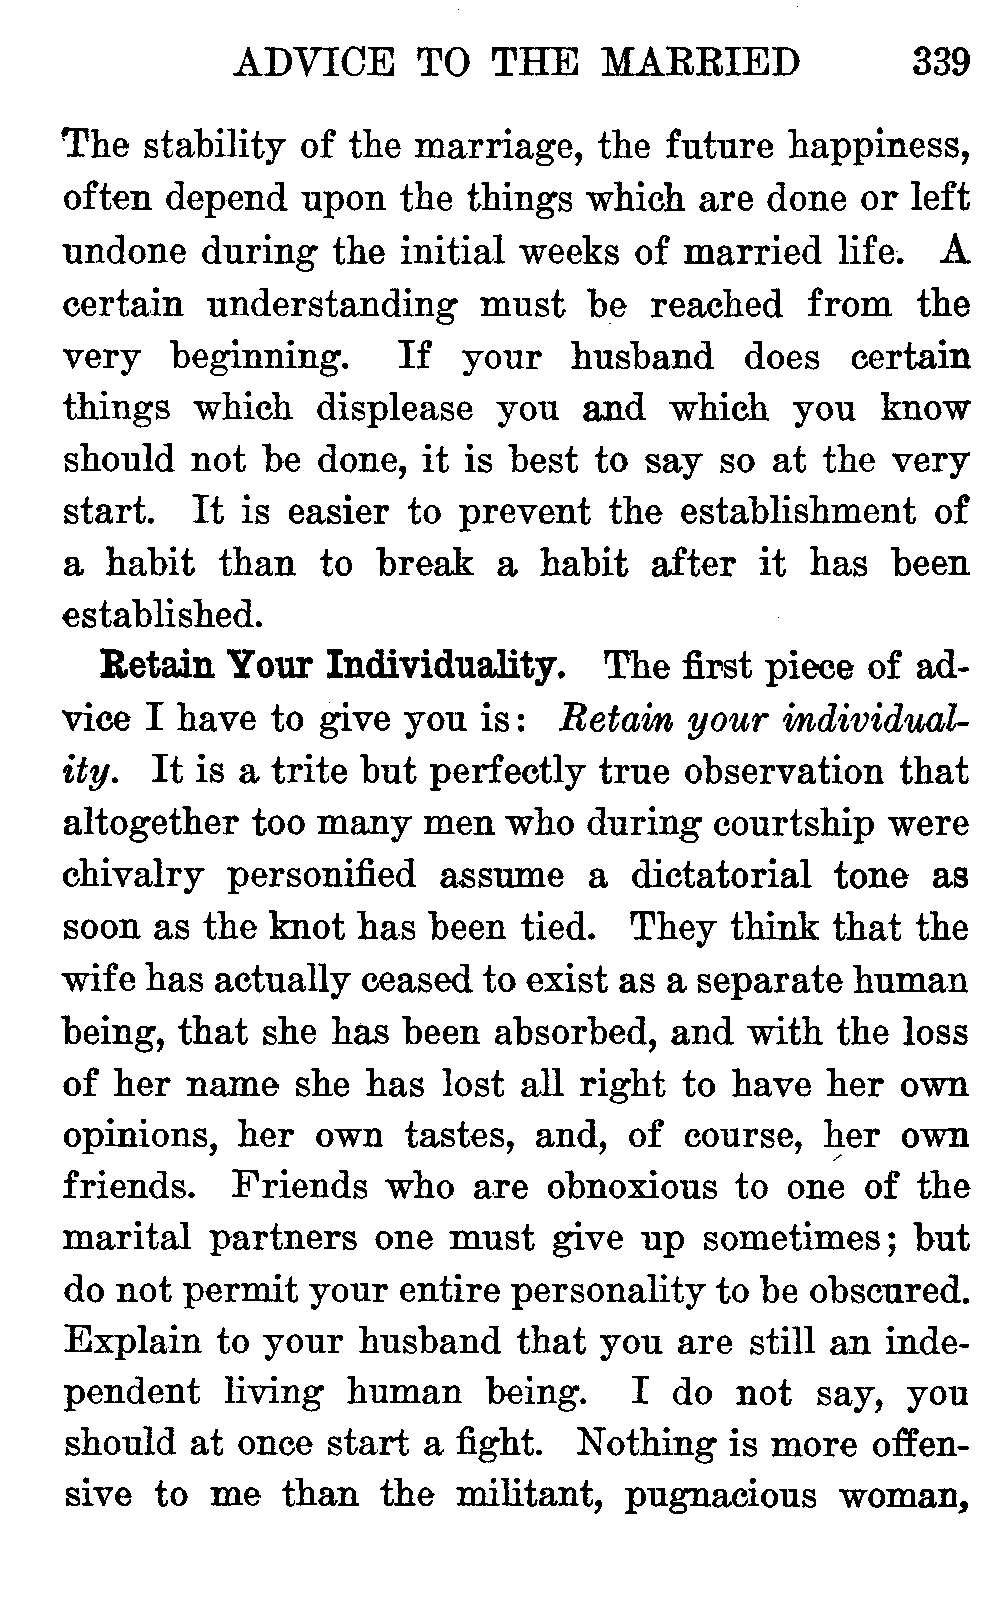 ADVICE TO THE MARRIED 339
The stability of the marriage, the future happiness,
often depend upon the things which are done or left
undone during the initial weeks of married life. A
certain understanding must be reached from the
very beginning. If your husband does certain
things which displease you and which you know
should not be done, it is best to say so at the very
start. It is easier to prevent the establishment of
a habit than to break a habit after it has been
established.
Retain Your Individuality. The first piece of ad-
vice I have to give you is: Retain your individual-
ity. It is a trite but perfectly true observation that
altogether too many men who during courtship were
chivalry personified assume a dictatorial tone as
soon as the knot has been tied. They think that the
wife has actually ceased to exist as a separate human
being, that she has been absorbed, and with the loss
of her name she has lost all right to have her own
opinions, her own tastes, and, of course, her own
friends. Friends who are obnoxious to one of the
marital partners one must give up sometimes; but
do not permit your entire personality to be obscured.
Explain to your husband that you are still an inde-
pendent living human being. I do not say, you
should at once start a fight. Nothing is more offen-
sive to me than the militant, pugnacious woman,